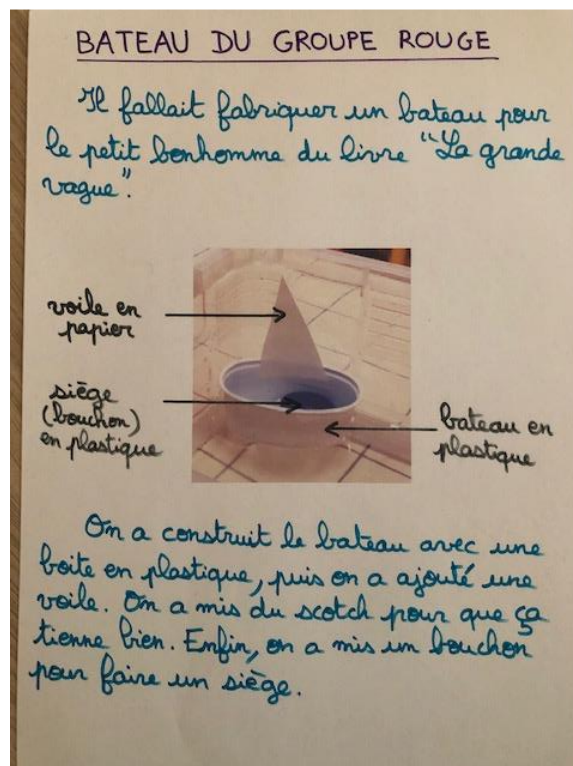 BATEAU DU GROUPE ROUGE
Il fallait fabriquer un bateau pour
le petit bonhomme du livre "La grande
vague".
voile en
papier
siège
(bouchon)
en plastique
bateau en
plastique
On a construit le bateau avec une
boite en plastique, puis on a ajouté une
voile. On a mis du scotch pour que ça
tienne bien. Enfin, on a mis un bouchon
pour faire un siège.